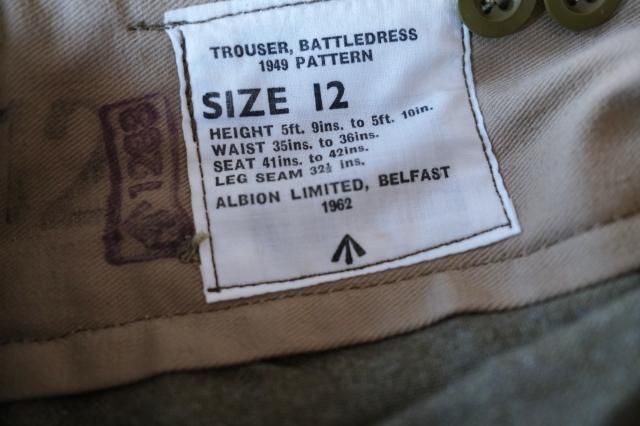 TROUSER, BATTLEDRESS
1949 PATTERN
SIZE 12
HEIGHT 5ft. 9ins. to 5ft. 10in.
WAIST 35ins. to 36ins.
SEAT 41ins. to 42ins.
LEG SEAM 32½ ins.
ALBION LIMITED, BELFAST
1962